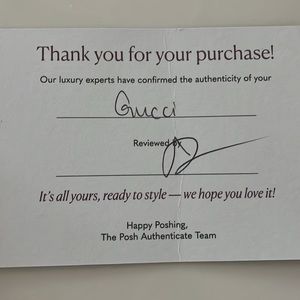 Thank you for your purchase!
Our luxury experts have confirmed the authenticity of your
Gucci
Reviewed by
It's all yours, ready to style — we hope you love it!
Happy Poshing,
The Posh Authenticate Team